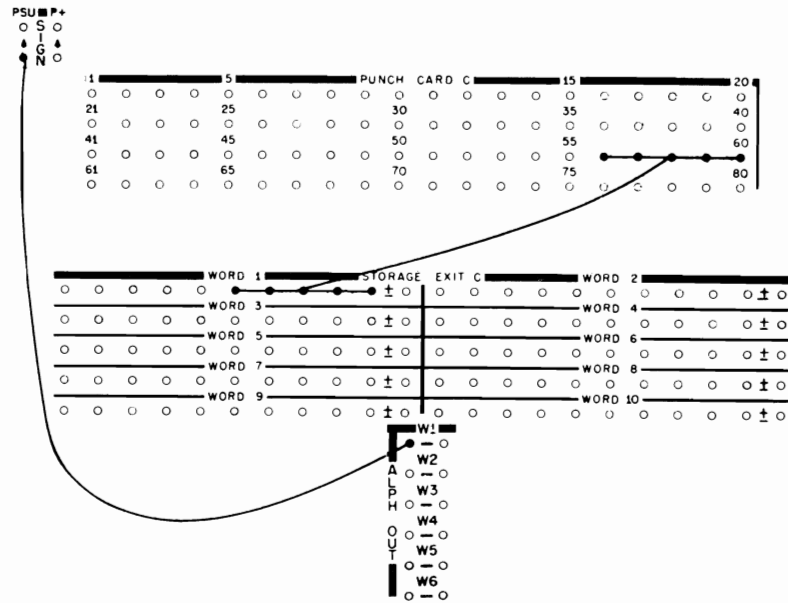 PSU P+
SIGN
1 5 PUNCH CARD C 15 20
21 25 30 35 40
41 45 50 55 60
61 65 70 75 80
WORD 1 STORAGE EXIT C WORD 2
±
±
WORD 3 WORD 4
±
±
WORD 5 WORD 6
±
±
WORD 7 WORD 8
±
±
WORD 9 WORD 10
±
±
ALPH OUT
W1
–
W2
–
W3
–
W4
–
W5
–
W6
–